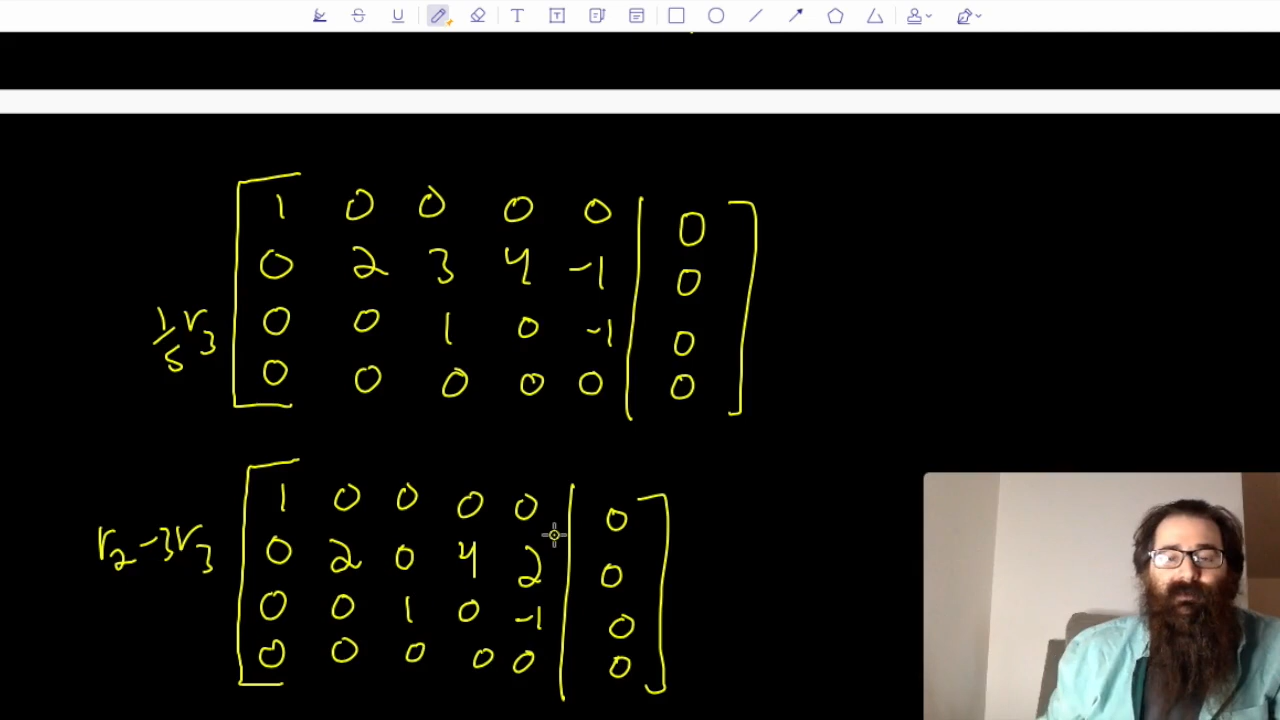 1 0 0 0 0 | 0
0 2 3 4 -1 | 0
1/5 r₃ 0 0 1 0 -1 | 0
0 0 0 0 0 | 0
1 0 0 0 0 | 0
r₂ -3r₃ 0 2 0 4 2 | 0
0 0 1 0 -1 | 0
0 0 0 0 0 | 0